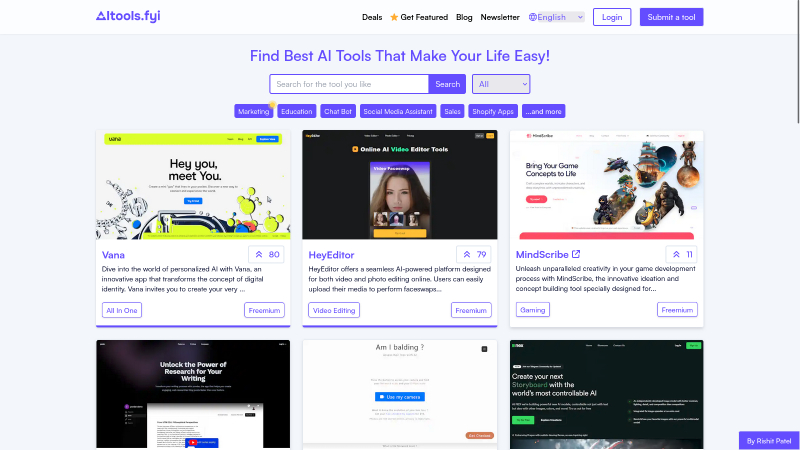 AItools.fyi
Deals
Get Featured
Blog
Newsletter
English
Login
Submit a tool
Find Best AI Tools That Make Your Life Easy!
Search for the tool you like
Search
All
Marketing
Education
Chat Bot
Social Media Assistant
Sales
Shopify Apps
...and more
vana
Hey you,
meet You.
HeyEditor
Online AI Video Editor Tools
Video Faceswap
MindScribe
Bring Your Game
Concepts to Life
Vana
80
Dive into the world of personalized AI with Vana, an
innovative app that transforms the concept of digital
identity. Vana invites you to create your very ...
All In One
Freemium
HeyEditor
79
HeyEditor offers a seamless AI-powered platform designed
for both video and photo editing online. Users can easily
upload their media to perform faceswaps...
Video Editing
Freemium
MindScribe
11
Unleash unparalleled creativity in your game development
process with MindScribe, the innovative ideation and
concept building tool specially designed for...
Gaming
Freemium
Unlock the Power of
Research for Your
Writing
Am I balding ?
Use my camera
Create your next
Storyboard with the
world's most controllable AI
By Rishit Patel